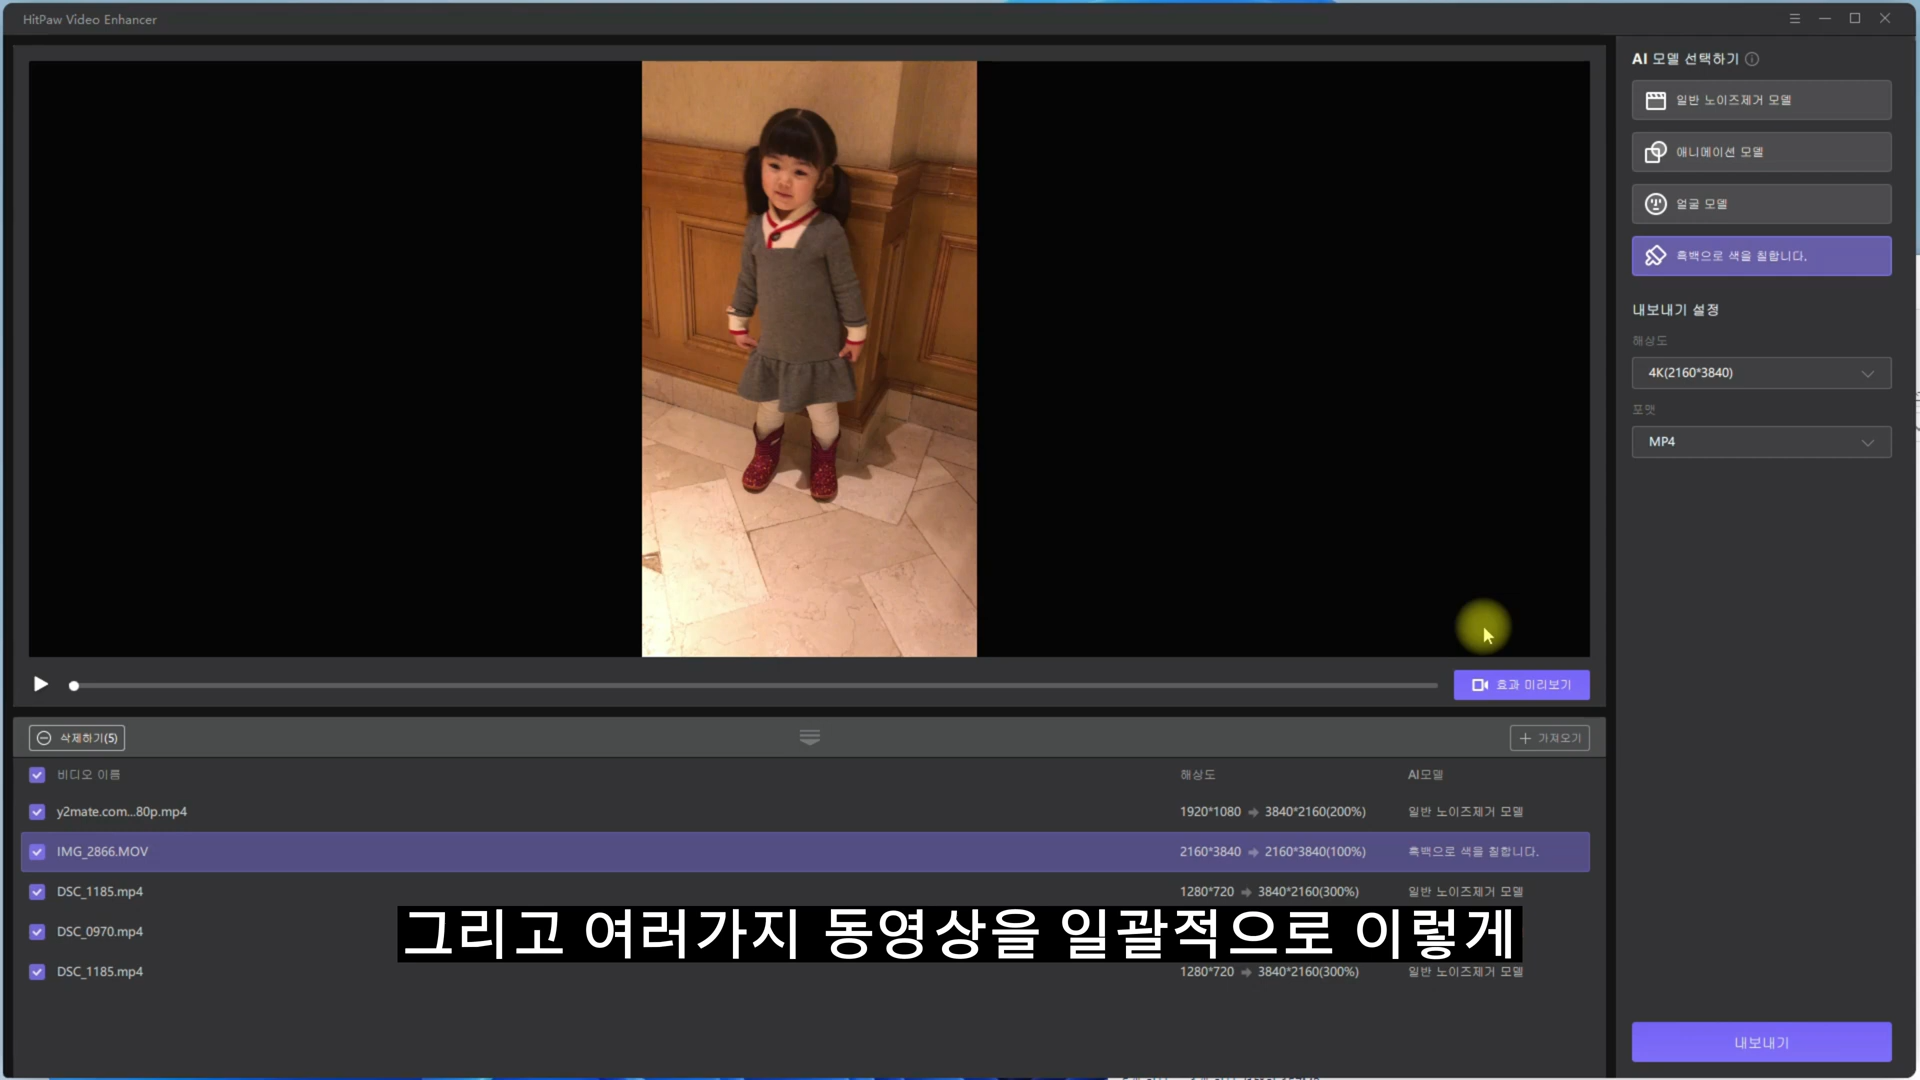 HitPaw Video Enhancer
AI 모델 선택하기
일반 노이즈제거 모델
애니메이션 모델
얼굴 모델
흑백으로 색을 칠합니다.
내보내기 설정
해상도
4K(2160*3840)
포맷
MP4
효과 미리보기
삭제하기(5)
가져오기
비디오 이름 해상도 AI모델
y2mate.com...80p.mp4 1920*1080 3840*2160(200%) 일반 노이즈제거 모델
IMG_2866.MOV 2160*3840 2160*3840(100%) 흑백으로 색을 칠합니다.
DSC_1185.mp4 1280*720 3840*2160(300%) 일반 노이즈제거 모델
DSC_0970.mp4
그리고 여러가지 동영상을 일괄적으로 이렇게
DSC_1185.mp4 1280*720 3840*2160(300%) 일반 노이즈제거 모델
내보내기